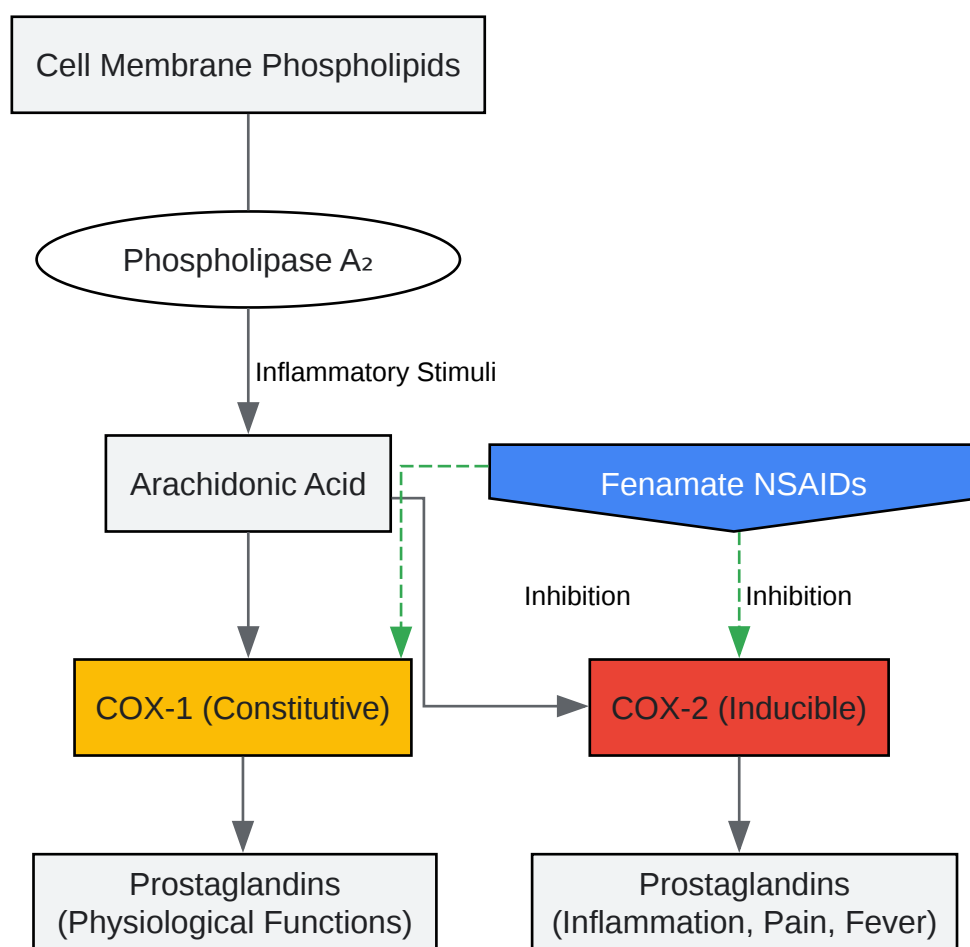 Cell Membrane Phospholipids
Phospholipase A₂
Inflammatory Stimuli
Arachidonic Acid
Fenamate NSAIDs
Inhibition
Inhibition
COX-1 (Constitutive)
COX-2 (Inducible)
Prostaglandins
(Physiological Functions)
Prostaglandins
(Inflammation, Pain, Fever)